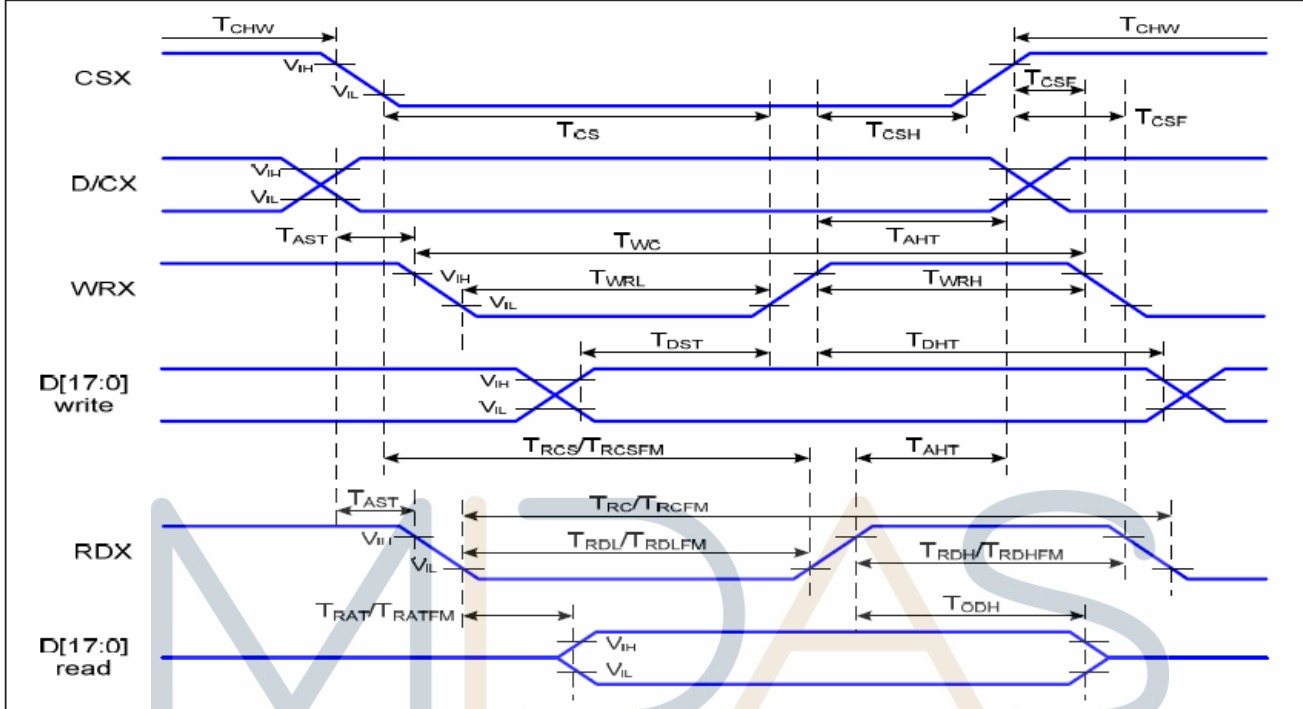 TCHW TCHW
CSX VIH VIL TCSF
TCS TCSH TCSF
D/CX VIH VIL
TAST TWC TAHT
WRX VIH TWRL TWRH
VIL
TDST TDHT
D[17:0] VIH
write VIL
TRCS/TRCSFM TAHT
TAST TRC/TRCFM
RDX VIH TRDL/TRDLFM TRDH/TRDHFM
VIL
TRAT/TRATFM TODH
D[17:0] VIH
read VIL
MIDAS